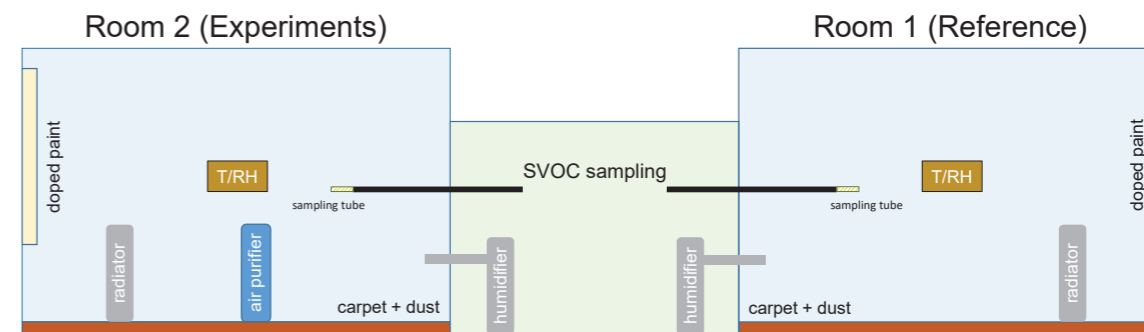 Room 2 (Experiments)
Room 1 (Reference)
doped paint
T/RH
sampling tube
SVOC sampling
sampling tube
T/RH
doped paint
radiator
air purifier
carpet + dust
humidifier
humidifier
carpet + dust
radiator